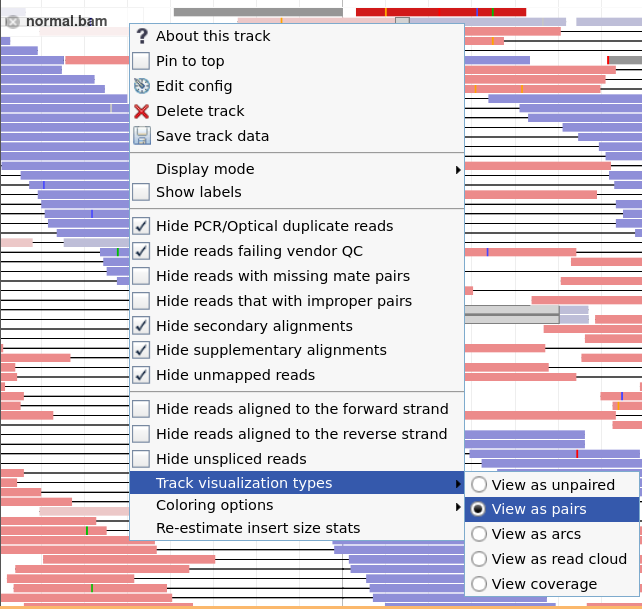 normal.bam
About this track
Pin to top
Edit config
Delete track
Save track data
Display mode
Show labels
Hide PCR/Optical duplicate reads
Hide reads failing vendor QC
Hide reads with missing mate pairs
Hide reads that with improper pairs
Hide secondary alignments
Hide supplementary alignments
Hide unmapped reads
Hide reads aligned to the forward strand
Hide reads aligned to the reverse strand
Hide unspliced reads
Track visualization types
Coloring options
Re-estimate insert size stats
View as unpaired
View as pairs
View as arcs
View as read cloud
View coverage